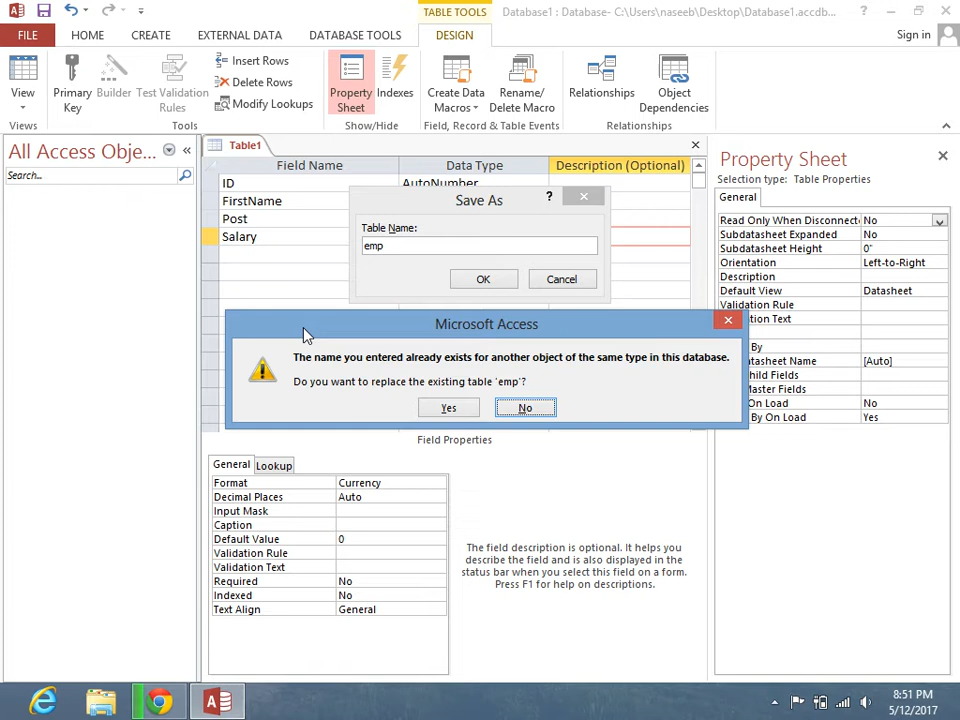 TABLE TOOLS
Database1 : Database- C:\Users\naseeb\Desktop\Database1.accdb...
FILE HOME CREATE EXTERNAL DATA DATABASE TOOLS DESIGN Sign in
View
Primary Key
Builder
Test Validation Rules
Insert Rows
Delete Rows
Modify Lookups
Property Sheet
Indexes
Create Data Macros
Rename/ Delete Macro
Relationships
Object Dependencies
Views Tools Show/Hide Field, Record & Table Events Relationships
All Access Obje...
Search...
Table1
Field Name Data Type Description (Optional)
ID AutoNumber
FirstName
Post
Salary
Save As
Table Name:
emp
OK Cancel
Microsoft Access
The name you entered already exists for another object of the same type in this database.
Do you want to replace the existing table 'emp'?
Yes No
Field Properties
General Lookup
Format Currency
Decimal Places Auto
Input Mask
Caption
Default Value 0
Validation Rule
Validation Text
Required No
Indexed No
Text Align General
The field description is optional. It helps you
describe the field and is also displayed in the
status bar when you select this field on a form.
Press F1 for help on descriptions.
Property Sheet
Selection type: Table Properties
General
Read Only When Disconnecte No
Subdatasheet Expanded No
Subdatasheet Height 0"
Orientation Left-to-Right
Description
Default View Datasheet
Validation Rule
Text
By
atasheet Name [Auto]
hild Fields
Master Fields
On Load No
By On Load Yes
8:51 PM
5/12/2017